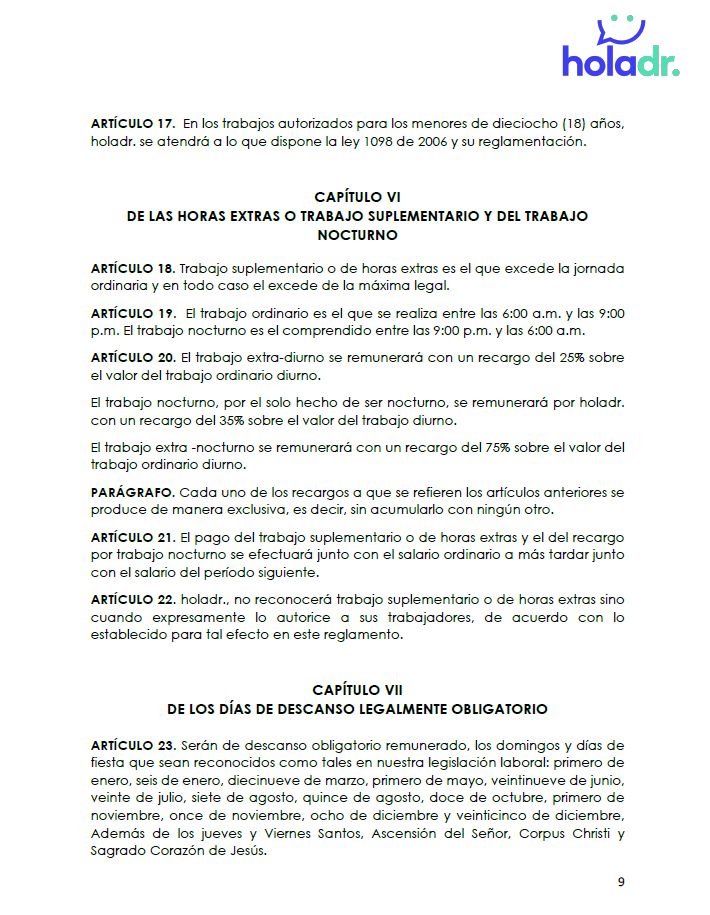 holadr.
ARTÍCULO 17. En los trabajos autorizados para los menores de dieciocho (18) años,
holadr. se atendrá a lo que dispone la ley 1098 de 2006 y su reglamentación.
CAPÍTULO VI
DE LAS HORAS EXTRAS O TRABAJO SUPLEMENTARIO Y DEL TRABAJO
NOCTURNO
ARTÍCULO 18. Trabajo suplementario o de horas extras es el que excede la jornada
ordinaria y en todo caso el excede de la máxima legal.
ARTÍCULO 19. El trabajo ordinario es el que se realiza entre las 6:00 a.m. y las 9:00
p.m. El trabajo nocturno es el comprendido entre las 9:00 p.m. y las 6:00 a.m.
ARTÍCULO 20. El trabajo extra-diurno se remunerará con un recargo del 25% sobre
el valor del trabajo ordinario diurno.
El trabajo nocturno, por el solo hecho de ser nocturno, se remunerará por holadr.
con un recargo del 35% sobre el valor del trabajo diurno.
El trabajo extra -nocturno se remunerará con un recargo del 75% sobre el valor del
trabajo ordinario diurno.
PARÁGRAFO. Cada uno de los recargos a que se refieren los artículos anteriores se
produce de manera exclusiva, es decir, sin acumularlo con ningún otro.
ARTÍCULO 21. El pago del trabajo suplementario o de horas extras y el del recargo
por trabajo nocturno se efectuará junto con el salario ordinario a más tardar junto
con el salario del período siguiente.
ARTÍCULO 22. holadr., no reconocerá trabajo suplementario o de horas extras sino
cuando expresamente lo autorice a sus trabajadores, de acuerdo con lo
establecido para tal efecto en este reglamento.
CAPÍTULO VII
DE LOS DÍAS DE DESCANSO LEGALMENTE OBLIGATORIO
ARTÍCULO 23. Serán de descanso obligatorio remunerado, los domingos y días de
fiesta que sean reconocidos como tales en nuestra legislación laboral: primero de
enero, seis de enero, diecinueve de marzo, primero de mayo, veintinueve de junio,
veinte de julio, siete de agosto, quince de agosto, doce de octubre, primero de
noviembre, once de noviembre, ocho de diciembre y veinticinco de diciembre,
Además de los jueves y Viernes Santos, Ascensión del Señor, Corpus Christi y
Sagrado Corazón de Jesús.
9